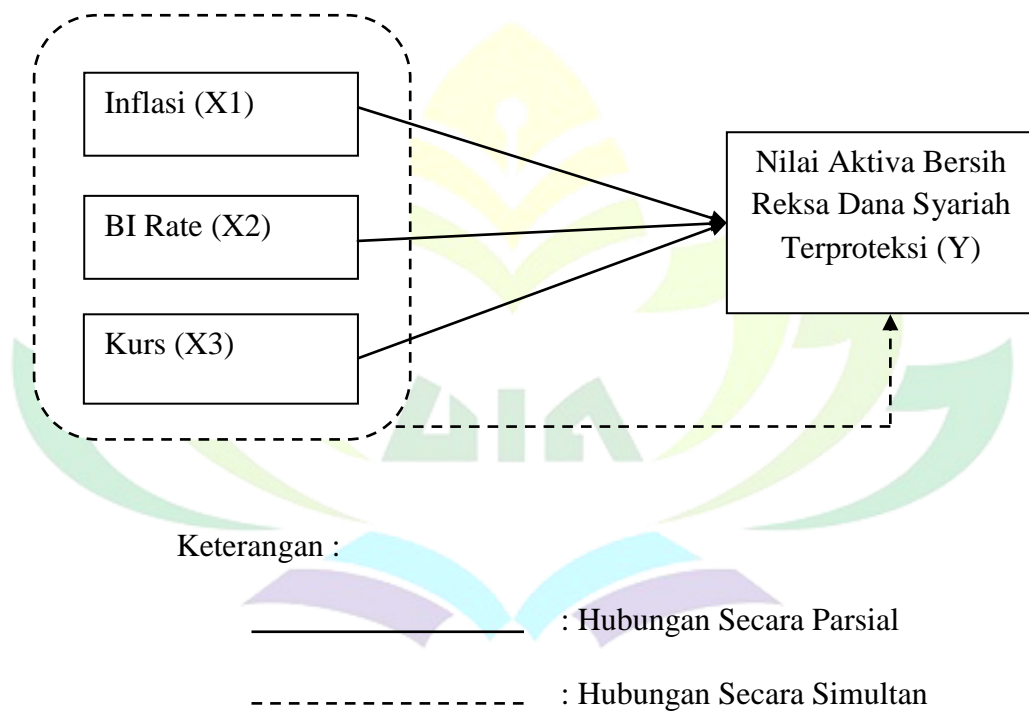 Inflasi (X1)
BI Rate (X2)
Kurs (X3)
Nilai Aktiva Bersih
Reksa Dana Syariah
Terproteksi (Y)
UIN
Keterangan :
: Hubungan Secara Parsial
: Hubungan Secara Simultan